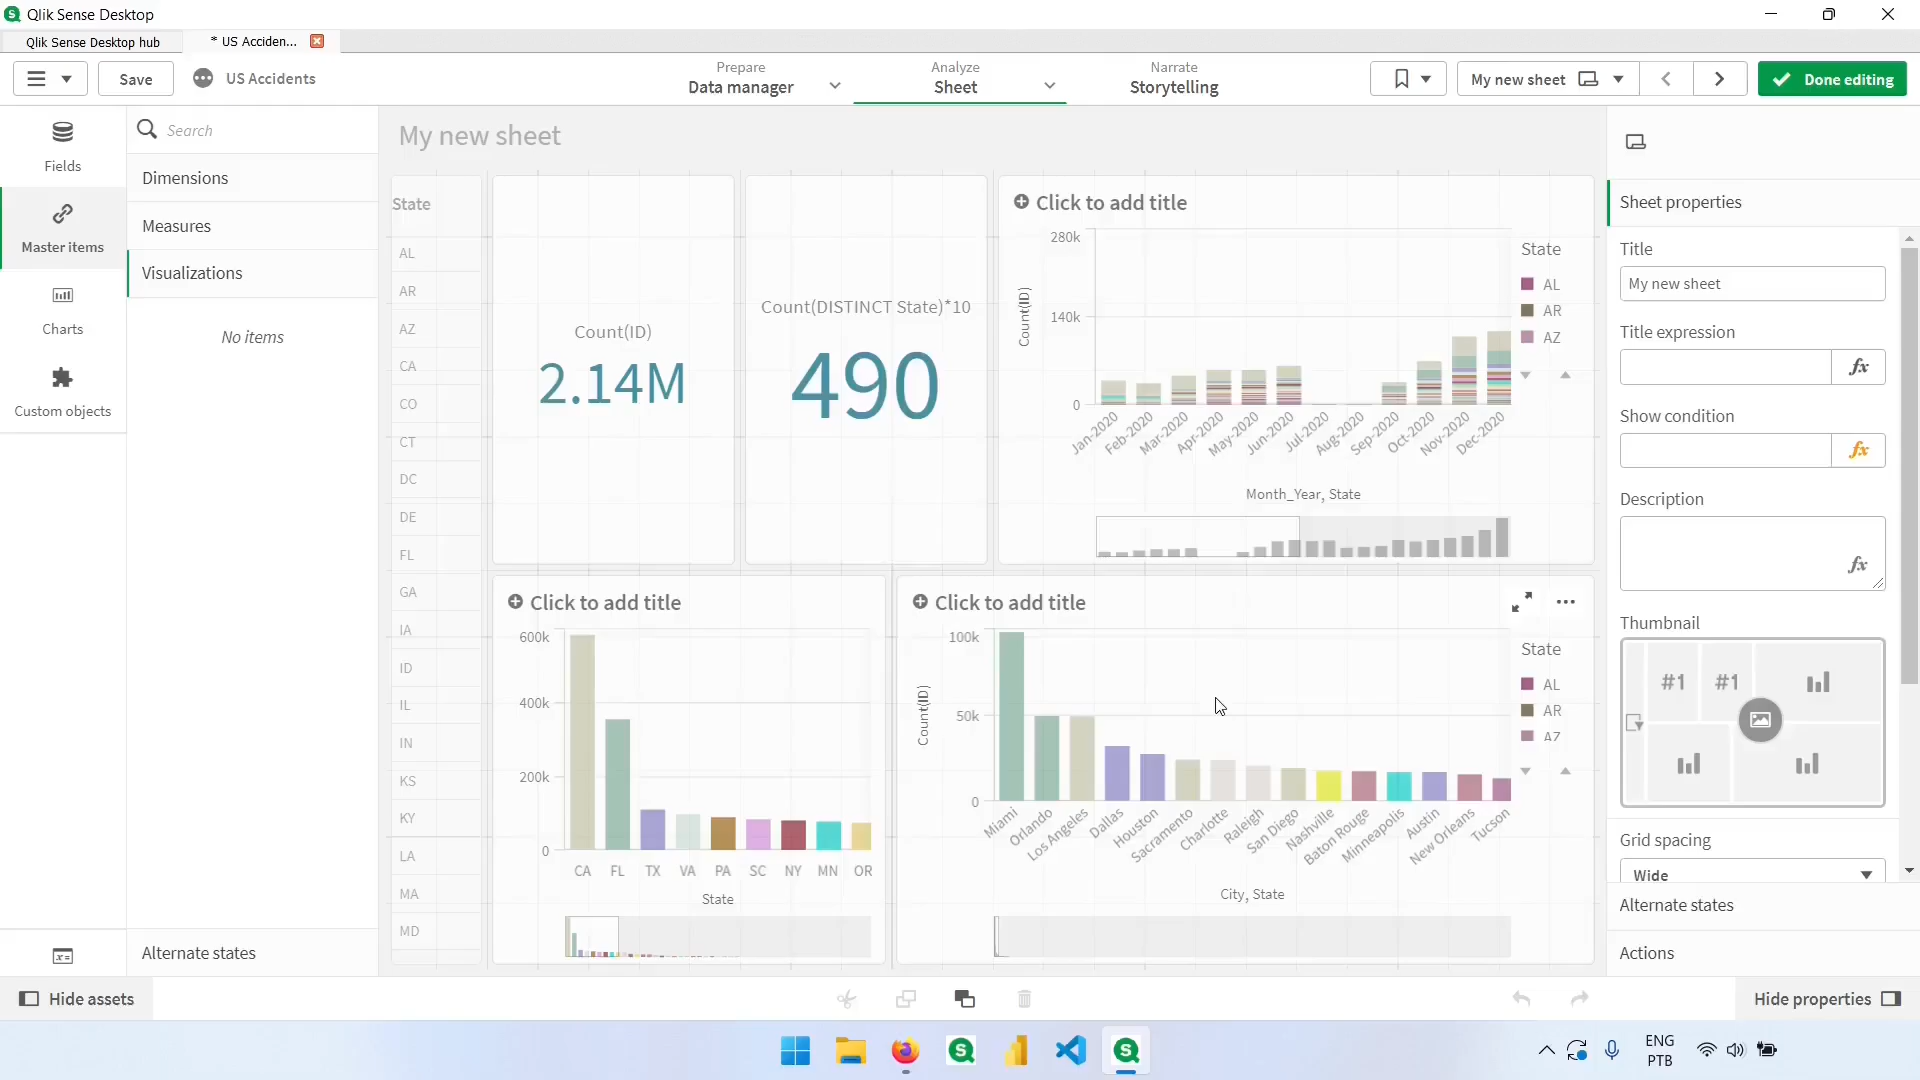 Qlik Sense Desktop
Qlik Sense Desktop hub
* US Acciden...
Save
US Accidents
Prepare
Data manager
Analyze
Sheet
Narrate
Storytelling
My new sheet
Done editing
Fields
Master items
Charts
Custom objects
Search
Dimensions
Measures
Visualizations
No items
Alternate states
My new sheet
State
AL
AR
AZ
CA
CO
CT
DC
DE
FL
GA
IA
ID
IL
IN
KS
KY
LA
MA
MD
Count(ID)
2.14M
Count(DISTINCT State)*10
490
Click to add title
280k
140k
0
Count(ID)
Jan-2020
Feb-2020
Mar-2020
Apr-2020
May-2020
Jun-2020
Jul-2020
Aug-2020
Sep-2020
Oct-2020
Nov-2020
Dec-2020
Month_Year, State
State
AL
AR
AZ
Click to add title
600k
400k
200k
0
CA
FL
TX
VA
PA
SC
NY
MN
OR
State
Click to add title
100k
50k
0
Count(ID)
Miami
Orlando
Los Angeles
Dallas
Houston
Sacramento
Charlotte
Raleigh
San Diego
Nashville
Baton Rouge
Minneapolis
Austin
New Orleans
Tucson
City, State
State
AL
AR
AZ
Sheet properties
Title
My new sheet
Title expression
fx
Show condition
fx
Description
fx
Thumbnail
#1
#1
Grid spacing
Wide
Alternate states
Actions
Hide assets
Hide properties
ENG
PTB